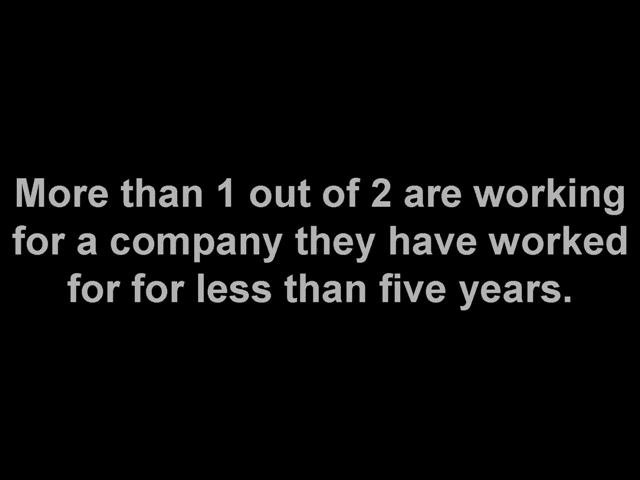 More than 1 out of 2 are working
for a company they have worked
for for less than five years.